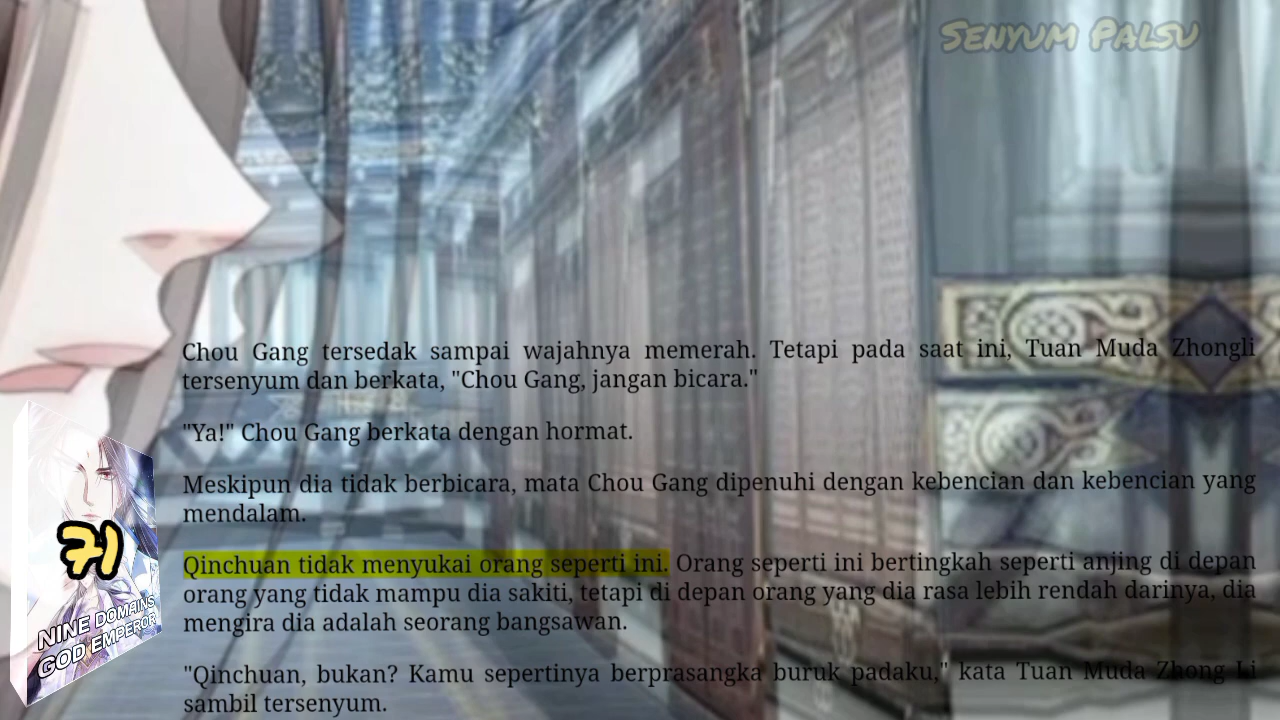 Senyum Palsu
Chou Gang tersedak sampai wajahnya memerah. Tetapi pada saat ini, Tuan Muda Zhongli
tersenyum dan berkata, "Chou Gang, jangan bicara."
"Ya!" Chou Gang berkata dengan hormat.
Meskipun dia tidak berbicara, mata Chou Gang dipenuhi dengan kebencian dan kebencian yang
mendalam.
Qinchuan tidak menyukai orang seperti ini. Orang seperti ini bertingkah seperti anjing di depan
orang yang tidak mampu dia sakiti, tetapi di depan orang yang dia rasa lebih rendah darinya, dia
mengira dia adalah seorang bangsawan.
"Qinchuan, bukan? Kamu sepertinya berprasangka buruk padaku," kata Tuan Muda Zhong Li
sambil tersenyum.
71
NINE DOMAINS
GOD EMPEROR